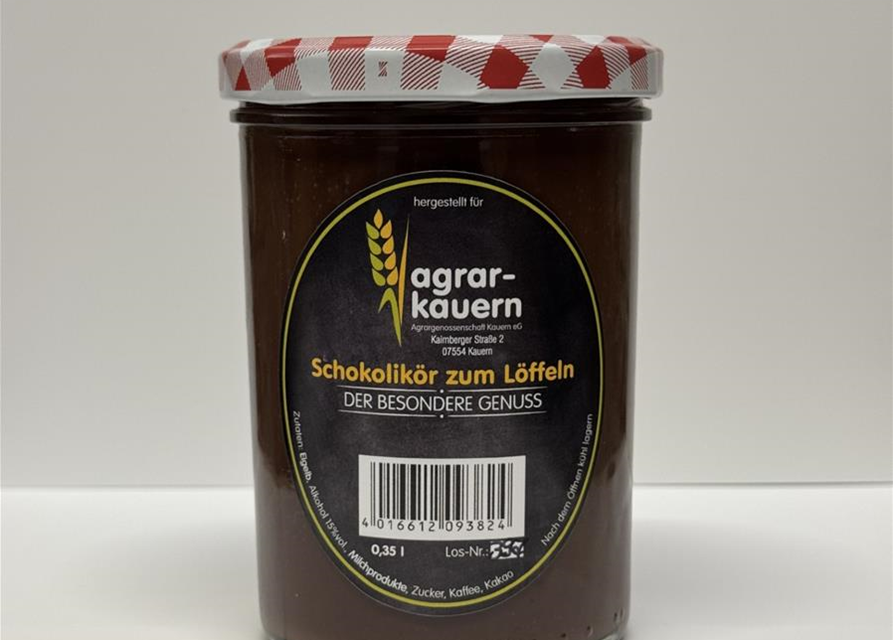 hergestellt für
agrar-
kauern
Agrargenossenschaft Kauern eG
Kaimberger Straße 2
07554 Kauern
Schokolikör zum Löffeln
DER BESONDERE GENUSS
4 016612 093824
0,35 l Los-Nr.:
Zutaten: Eigelb, Alkohol 15%vol., Milchprodukte, Zucker, Kaffee, Kakao
Nach dem Öffnen kühl lagern